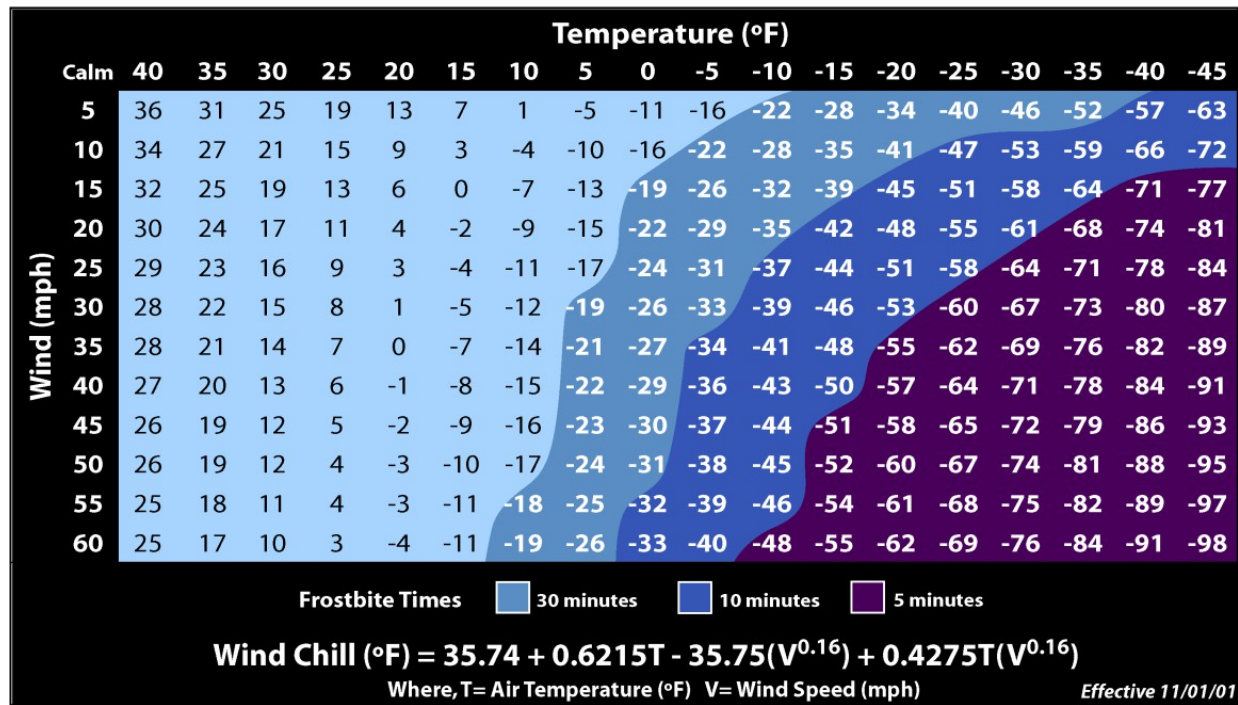 Temperature (ºF)
Calm 40 35 30 25 20 15 10 5 0 -5 -10 -15 -20 -25 -30 -35 -40 -45
Wind (mph)
5 36 31 25 19 13 7 1 -5 -11 -16 -22 -28 -34 -40 -46 -52 -57 -63
10 34 27 21 15 9 3 -4 -10 -16 -22 -28 -35 -41 -47 -53 -59 -66 -72
15 32 25 19 13 6 0 -7 -13 -19 -26 -32 -39 -45 -51 -58 -64 -71 -77
20 30 24 17 11 4 -2 -9 -15 -22 -29 -35 -42 -48 -55 -61 -68 -74 -81
25 29 23 16 9 3 -4 -11 -17 -24 -31 -37 -44 -51 -58 -64 -71 -78 -84
30 28 22 15 8 1 -5 -12 -19 -26 -33 -39 -46 -53 -60 -67 -73 -80 -87
35 28 21 14 7 0 -7 -14 -21 -27 -34 -41 -48 -55 -62 -69 -76 -82 -89
40 27 20 13 6 -1 -8 -15 -22 -29 -36 -43 -50 -57 -64 -71 -78 -84 -91
45 26 19 12 5 -2 -9 -16 -23 -30 -37 -44 -51 -58 -65 -72 -79 -86 -93
50 26 19 12 4 -3 -10 -17 -24 -31 -38 -45 -52 -60 -67 -74 -81 -88 -95
55 25 18 11 4 -3 -11 -18 -25 -32 -39 -46 -54 -61 -68 -75 -82 -89 -97
60 25 17 10 3 -4 -11 -19 -26 -33 -40 -48 -55 -62 -69 -76 -84 -91 -98
Frostbite Times 30 minutes 10 minutes 5 minutes
Wind Chill (ºF) = 35.74 + 0.6215T - 35.75(V^0.16) + 0.4275T(V^0.16)
Where, T= Air Temperature (ºF) V= Wind Speed (mph) Effective 11/01/01